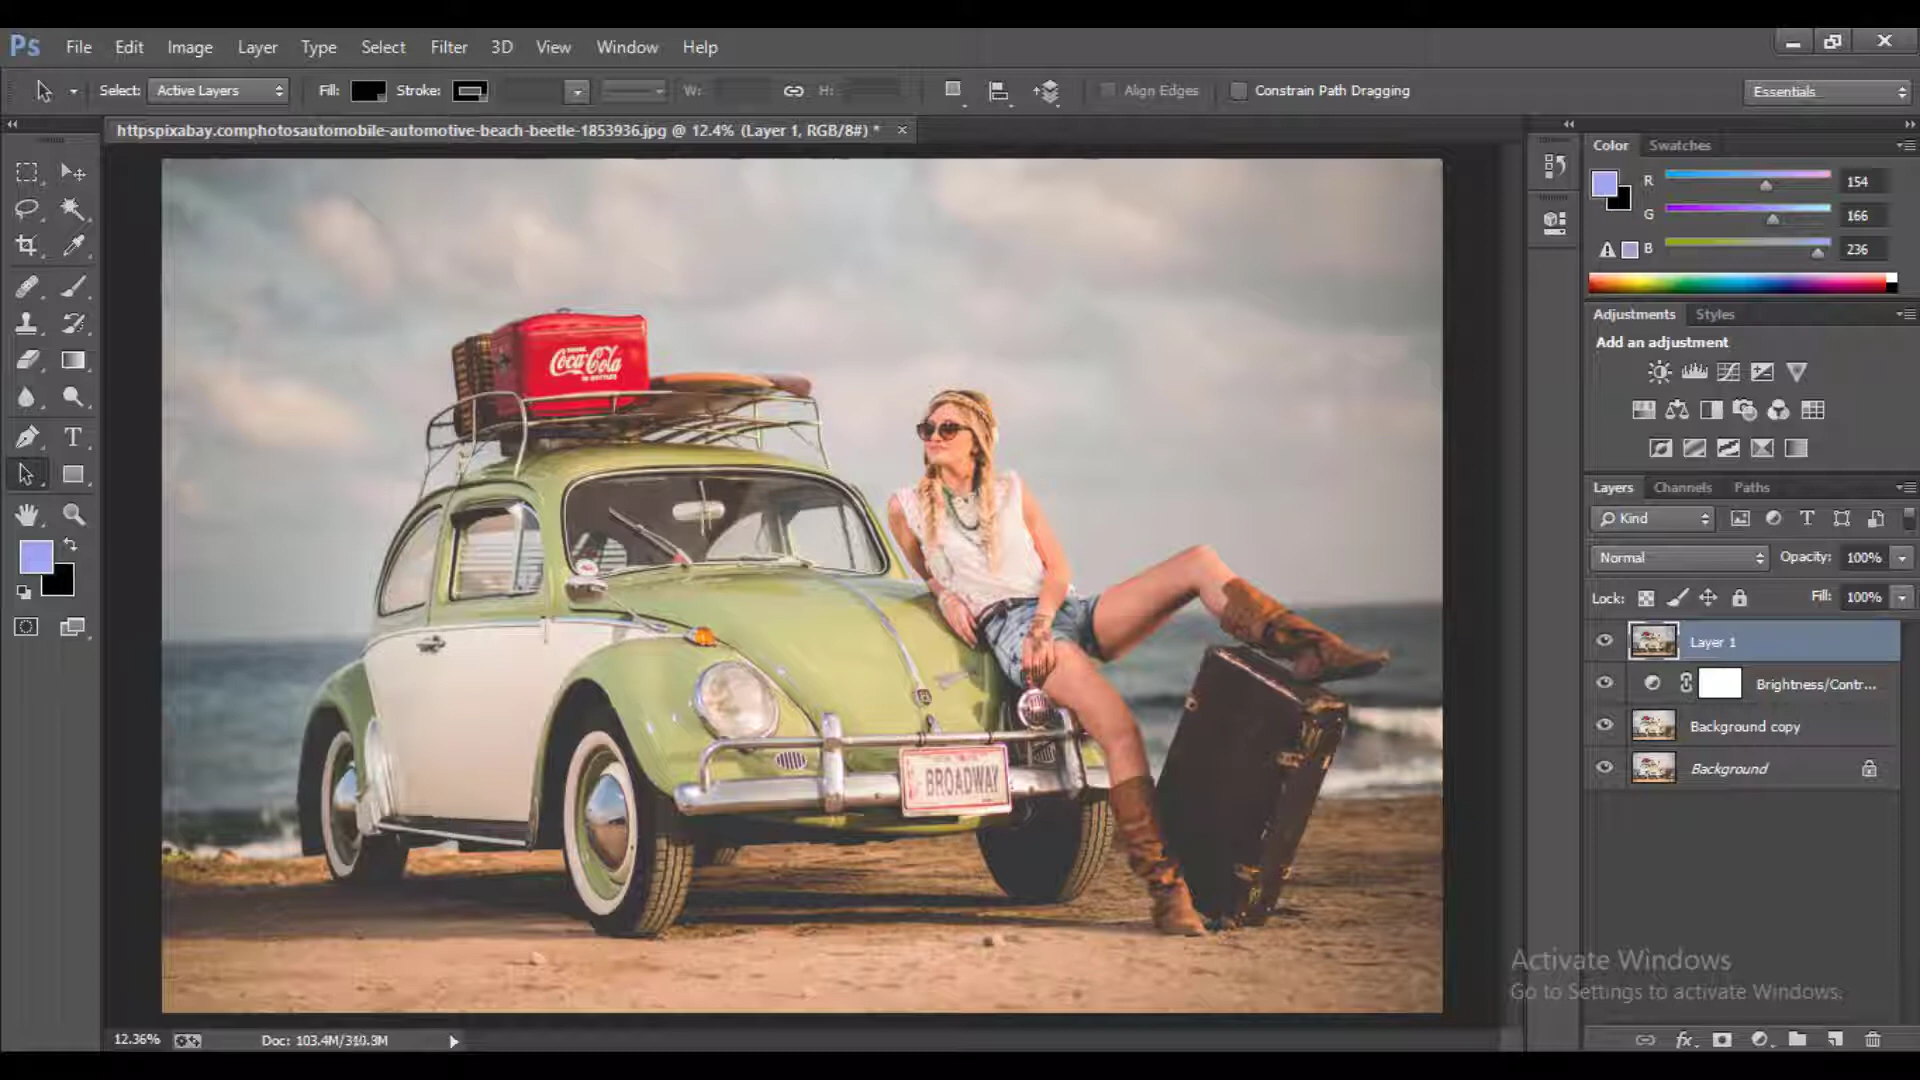 Ps File Edit Image Layer Type Select Filter 3D View Window Help
Select: Active Layers Fill: Stroke: W: H: Align Edges Constrain Path Dragging Essentials
httpspixabay.comphotosautomobile-automotive-beach-beetle-1853936.jpg @ 12.4% (Layer 1, RGB/8#) *
Color Swatches
R 154
G 166
B 236
Adjustments Styles
Add an adjustment
Layers Channels Paths
Kind
Normal Opacity: 100%
Lock: Fill: 100%
Layer 1
Brightness/Contr...
Background copy
Background
Coca-Cola
BROADWAY
Activate Windows
Go to Settings to activate Windows.
12.36% Doc: 103.4M/310.3M